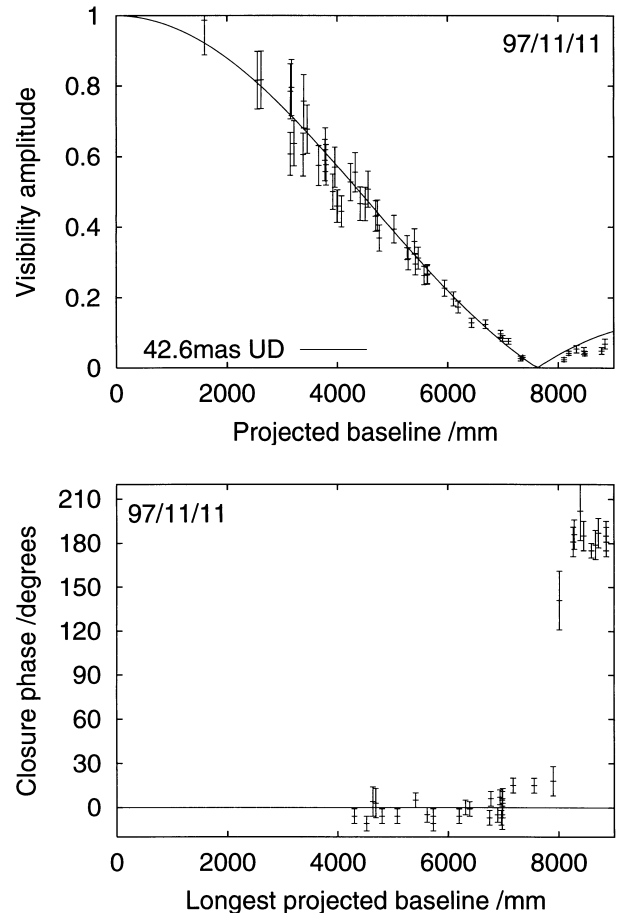 97/11/11
1
0.8
0.6
0.4
0.2
0
Visibility amplitude
42.6mas UD
0 2000 4000 6000 8000
Projected baseline /mm
97/11/11
210
180
150
120
90
60
30
0
Closure phase /degrees
0 2000 4000 6000 8000
Longest projected baseline /mm